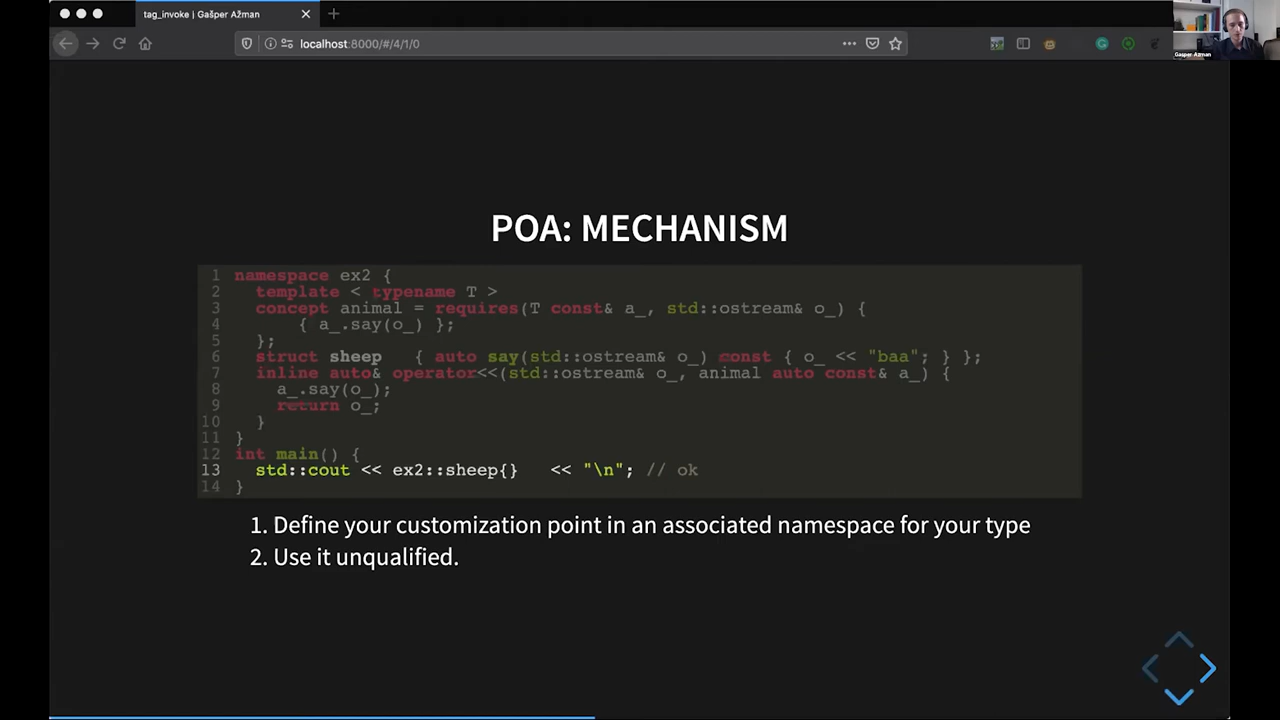 tag_invoke | Gašper Ažman
localhost:8000/#/4/1/0
Gasper Azman
POA: MECHANISM
1 namespace ex2 {
2 template < typename T >
3 concept animal = requires(T const& a_, std::ostream& o_) {
4 { a_.say(o_) };
5 };
6 struct sheep { auto say(std::ostream& o_) const { o_ << "baa"; } };
7 inline auto& operator<<(std::ostream& o_, animal auto const& a_) {
8 a_.say(o_);
9 return o_;
10 }
11 }
12 int main() {
13 std::cout << ex2::sheep{} << "\n"; // ok
14 }
1. Define your customization point in an associated namespace for your type
2. Use it unqualified.